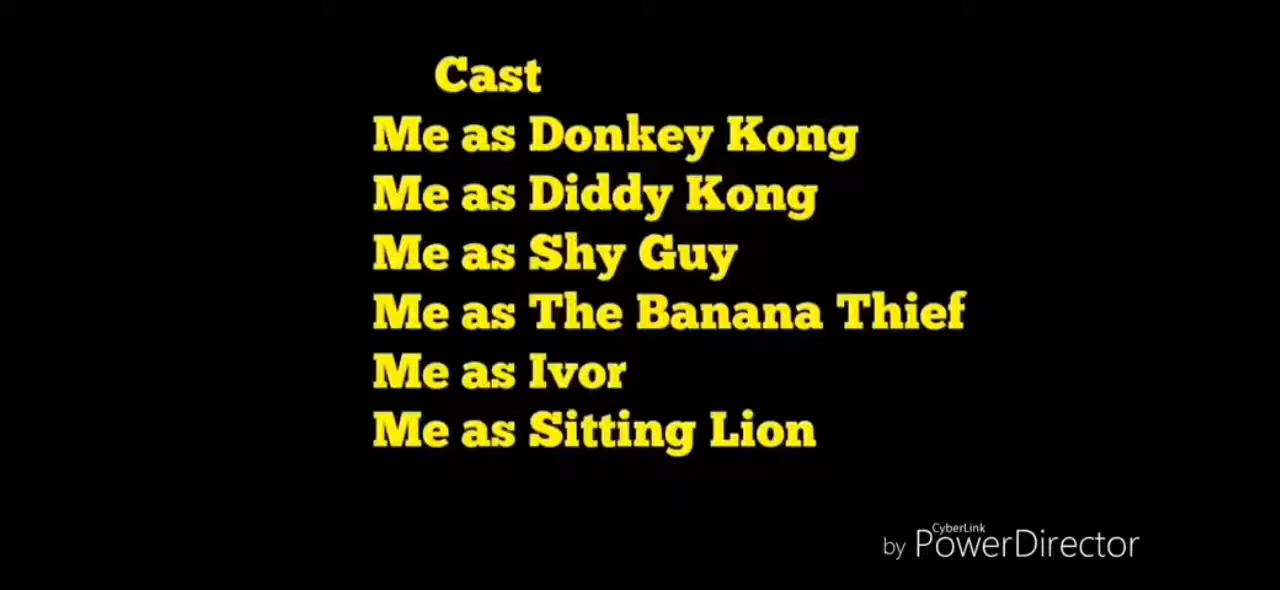 Cast
Me as Donkey Kong
Me as Diddy Kong
Me as Shy Guy
Me as The Banana Thief
Me as Ivor
Me as Sitting Lion
CyberLink
by PowerDirector